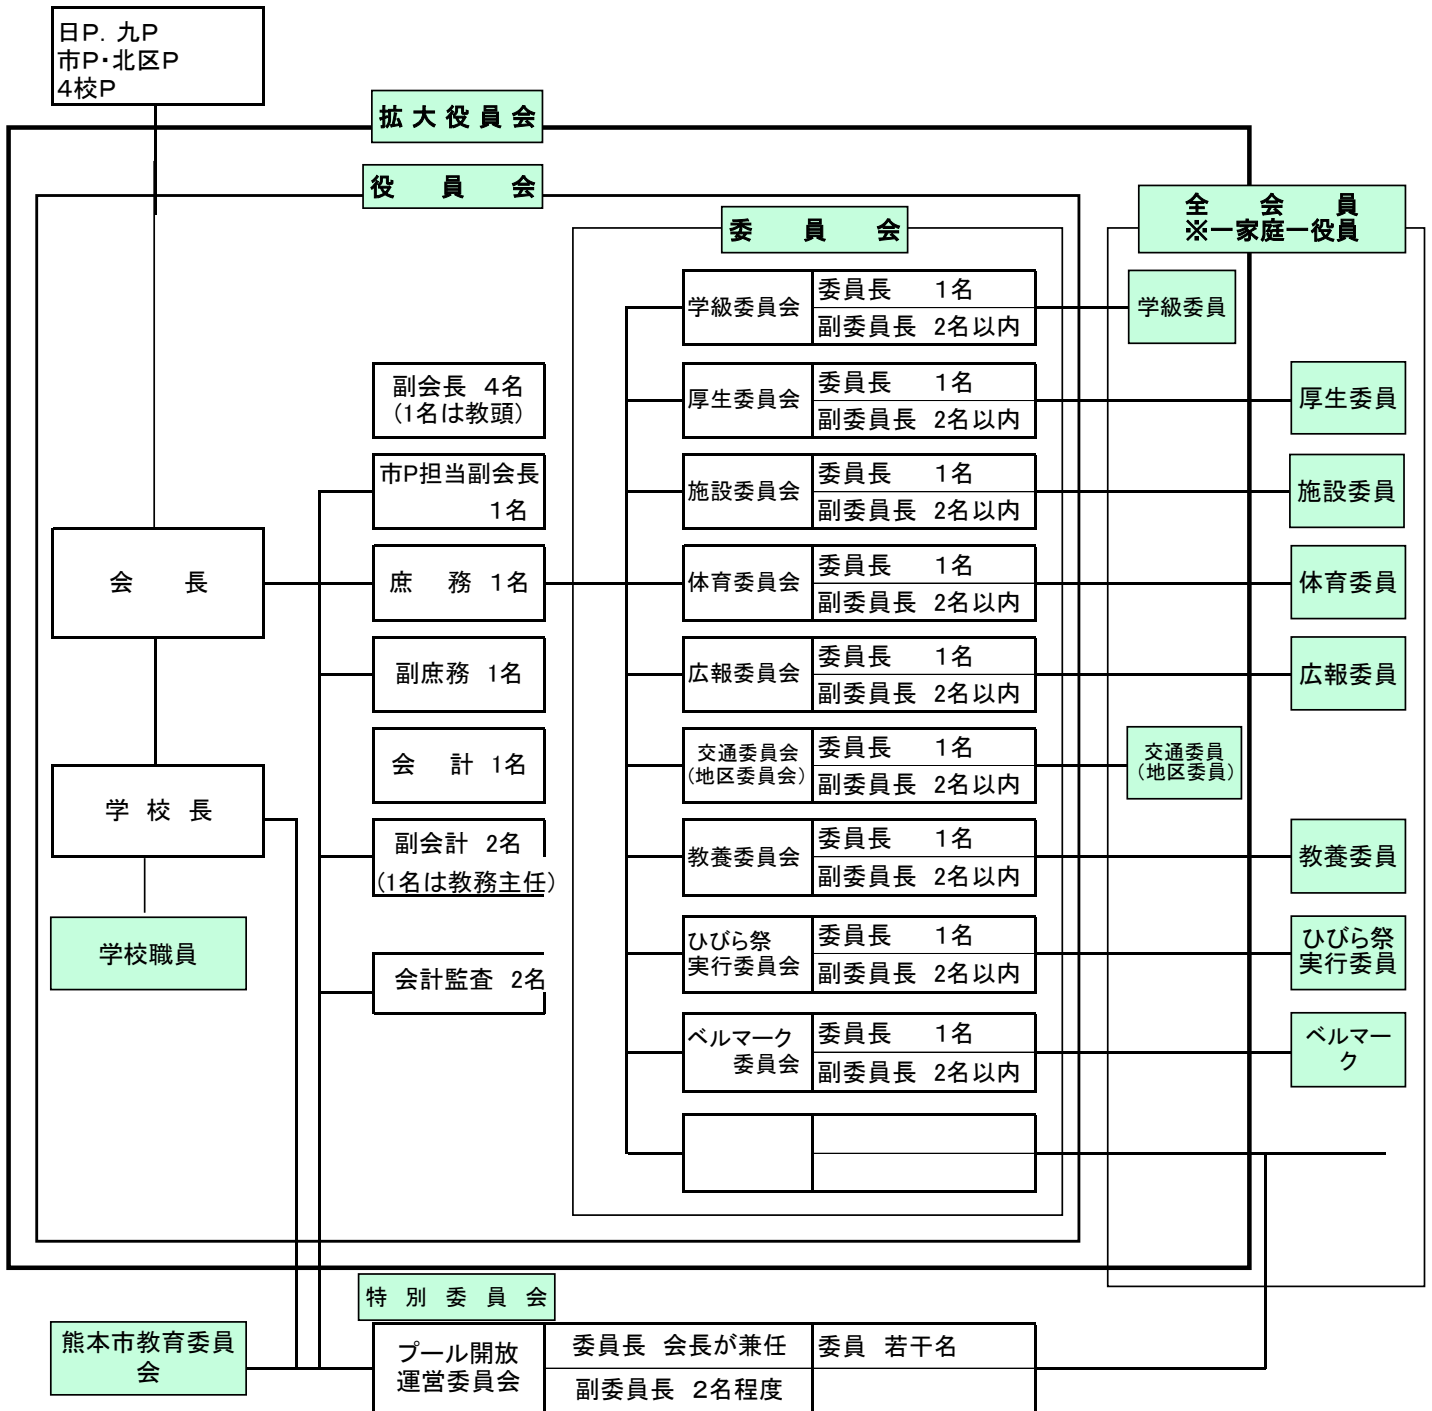 日P．九P
市P・北区P
4校P
拡大役員会
役　員　会
委　員　会
全　会　員
※一家庭一役員
学級委員会
委員長　1名
副委員長　2名以内
学級委員
副会長　4名
(1名は教頭)
厚生委員会
委員長　1名
副委員長　2名以内
厚生委員
市P担当副会長
1名
施設委員会
委員長　1名
副委員長　2名以内
施設委員
会　長
庶　務　1名
体育委員会
委員長　1名
副委員長　2名以内
体育委員
副庶務　1名
広報委員会
委員長　1名
副委員長　2名以内
広報委員
会　計　1名
交通委員会
(地区委員会)
委員長　1名
副委員長　2名以内
交通委員
(地区委員)
学　校　長
副会計　2名
(1名は教務主任)
教養委員会
委員長　1名
副委員長　2名以内
教養委員
学校職員
会計監査　2名
ひびら祭
実行委員会
委員長　1名
副委員長　2名以内
ひびら祭
実行委員
ベルマーク
委員会
委員長　1名
副委員長　2名以内
ベルマー
ク
特　別　委　員　会
熊本市教育委員
会
プール開放
運営委員会
委員長　会長が兼任
副委員長　2名程度
委員　若干名